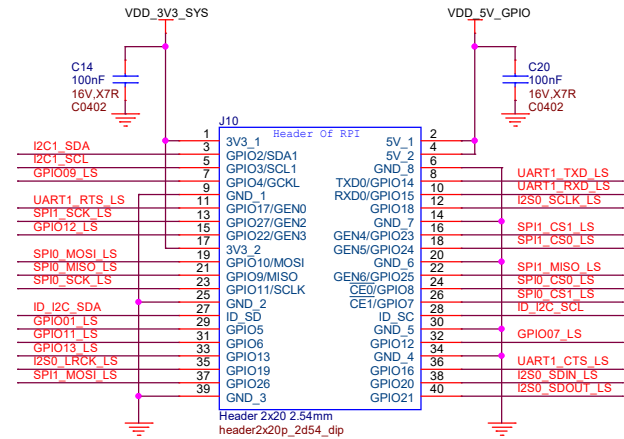 VDD_3V3_SYS
VDD_5V_GPIO
C14
100nF
16V,X7R
C0402
C20
100nF
16V,X7R
C0402
J10
Header Of RPI
1 3V3_1 5V_1 2
I2C1_SDA 3 GPIO2/SDA1 5V_2 4
I2C1_SCL 5 GPIO3/SCL1 GND_8 6
GPIO09_LS 7 GPIO4/GCKL TXD0/GPIO14 8 UART1_TXD_LS
9 GND_1 RXD0/GPIO15 10 UART1_RXD_LS
UART1_RTS_LS 11 GPIO17/GEN0 GPIO18 12 I2S0_SCLK_LS
SPI1_SCK_LS 13 GPIO27/GEN2 GND_7 14
GPIO12_LS 15 GPIO22/GEN3 GEN4/GPIO23 16 SPI1_CS1_LS
17 3V3_2 GEN5/GPIO24 18 SPI1_CS0_LS
SPI0_MOSI_LS 19 GPIO10/MOSI GND_6 20
SPI0_MISO_LS 21 GPIO9/MISO GEN6/GPIO25 22 SPI1_MISO_LS
SPI0_SCK_LS 23 GPIO11/SCLK CE0/GPIO8 24 SPI0_CS0_LS
25 GND_2 CE1/GPIO7 26 SPI0_CS1_LS
ID_I2C_SDA 27 ID_SD ID_SC 28 ID_I2C_SCL
GPIO01_LS 29 GPIO5 GND_5 30
GPIO11_LS 31 GPIO6 GPIO12 32 GPIO07_LS
GPIO13_LS 33 GPIO13 GND_4 34
I2S0_LRCK_LS 35 GPIO19 GPIO16 36 UART1_CTS_LS
SPI1_MOSI_LS 37 GPIO26 GPIO20 38 I2S0_SDIN_LS
39 GND_3 GPIO21 40 I2S0_SDOUT_LS
Header 2x20 2.54mm
header2x20p_2d54_dip